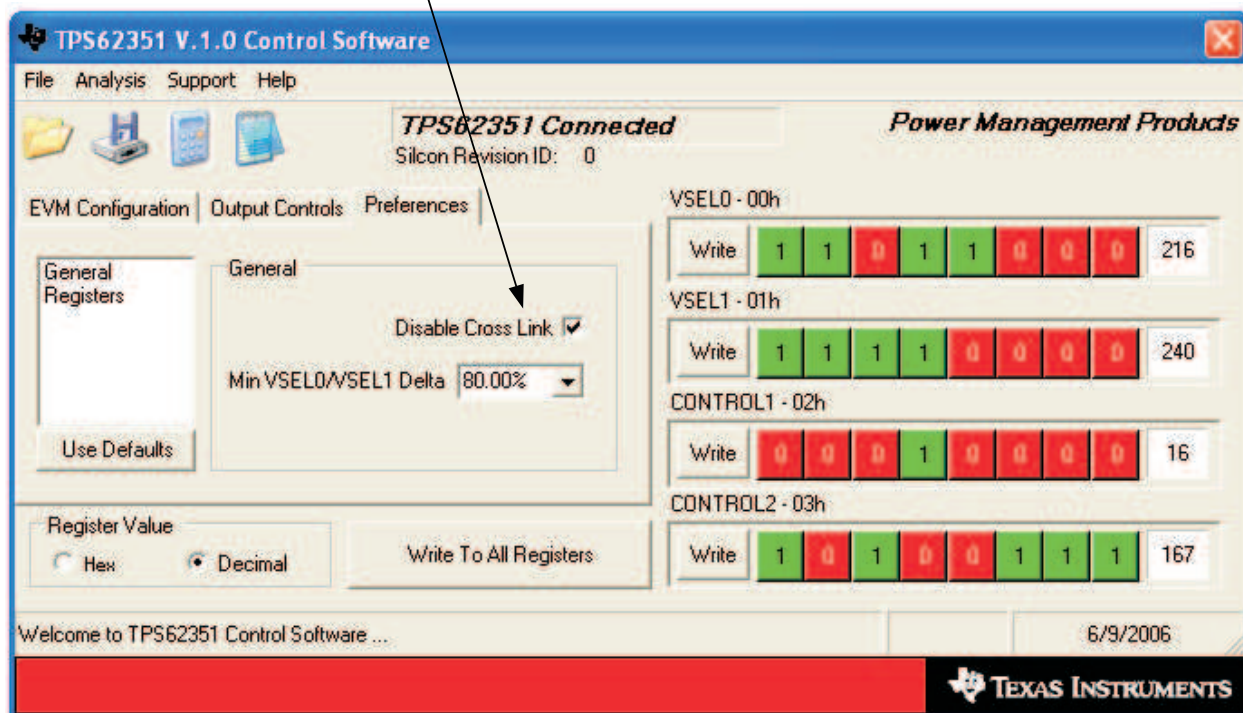 TPS62351 V.1.0 Control Software
File Analysis Support Help
TPS62351 Connected
Silcon Revision ID: 0
Power Management Products
EVM Configuration Output Controls Preferences
General
Registers
Use Defaults
General
Disable Cross Link
Min VSEL0/VSEL1 Delta 80.00%
Register Value
Hex Decimal
Write To All Registers
VSEL0 - 00h
Write 1 1 0 1 1 0 0 0 216
VSEL1 - 01h
Write 1 1 1 1 0 0 0 0 240
CONTROL1 - 02h
Write 0 0 0 1 0 0 0 0 16
CONTROL2 - 03h
Write 1 0 1 0 0 1 1 1 167
Welcome to TPS62351 Control Software ...
6/9/2006
TEXAS INSTRUMENTS